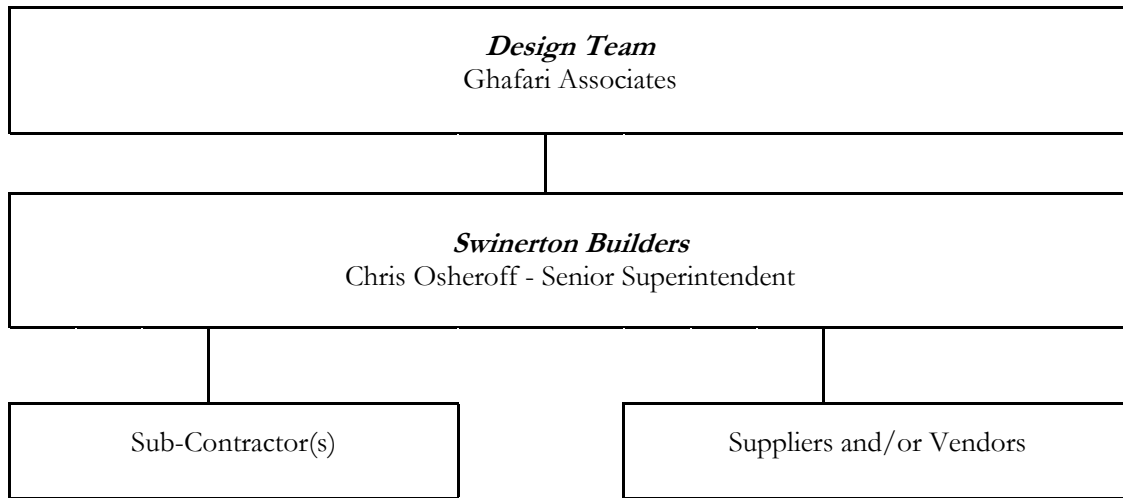 Design Team
Ghafari Associates
Swinerton Builders
Chris Osheroff - Senior Superintendent
Sub-Contractor(s)
Suppliers and/or Vendors